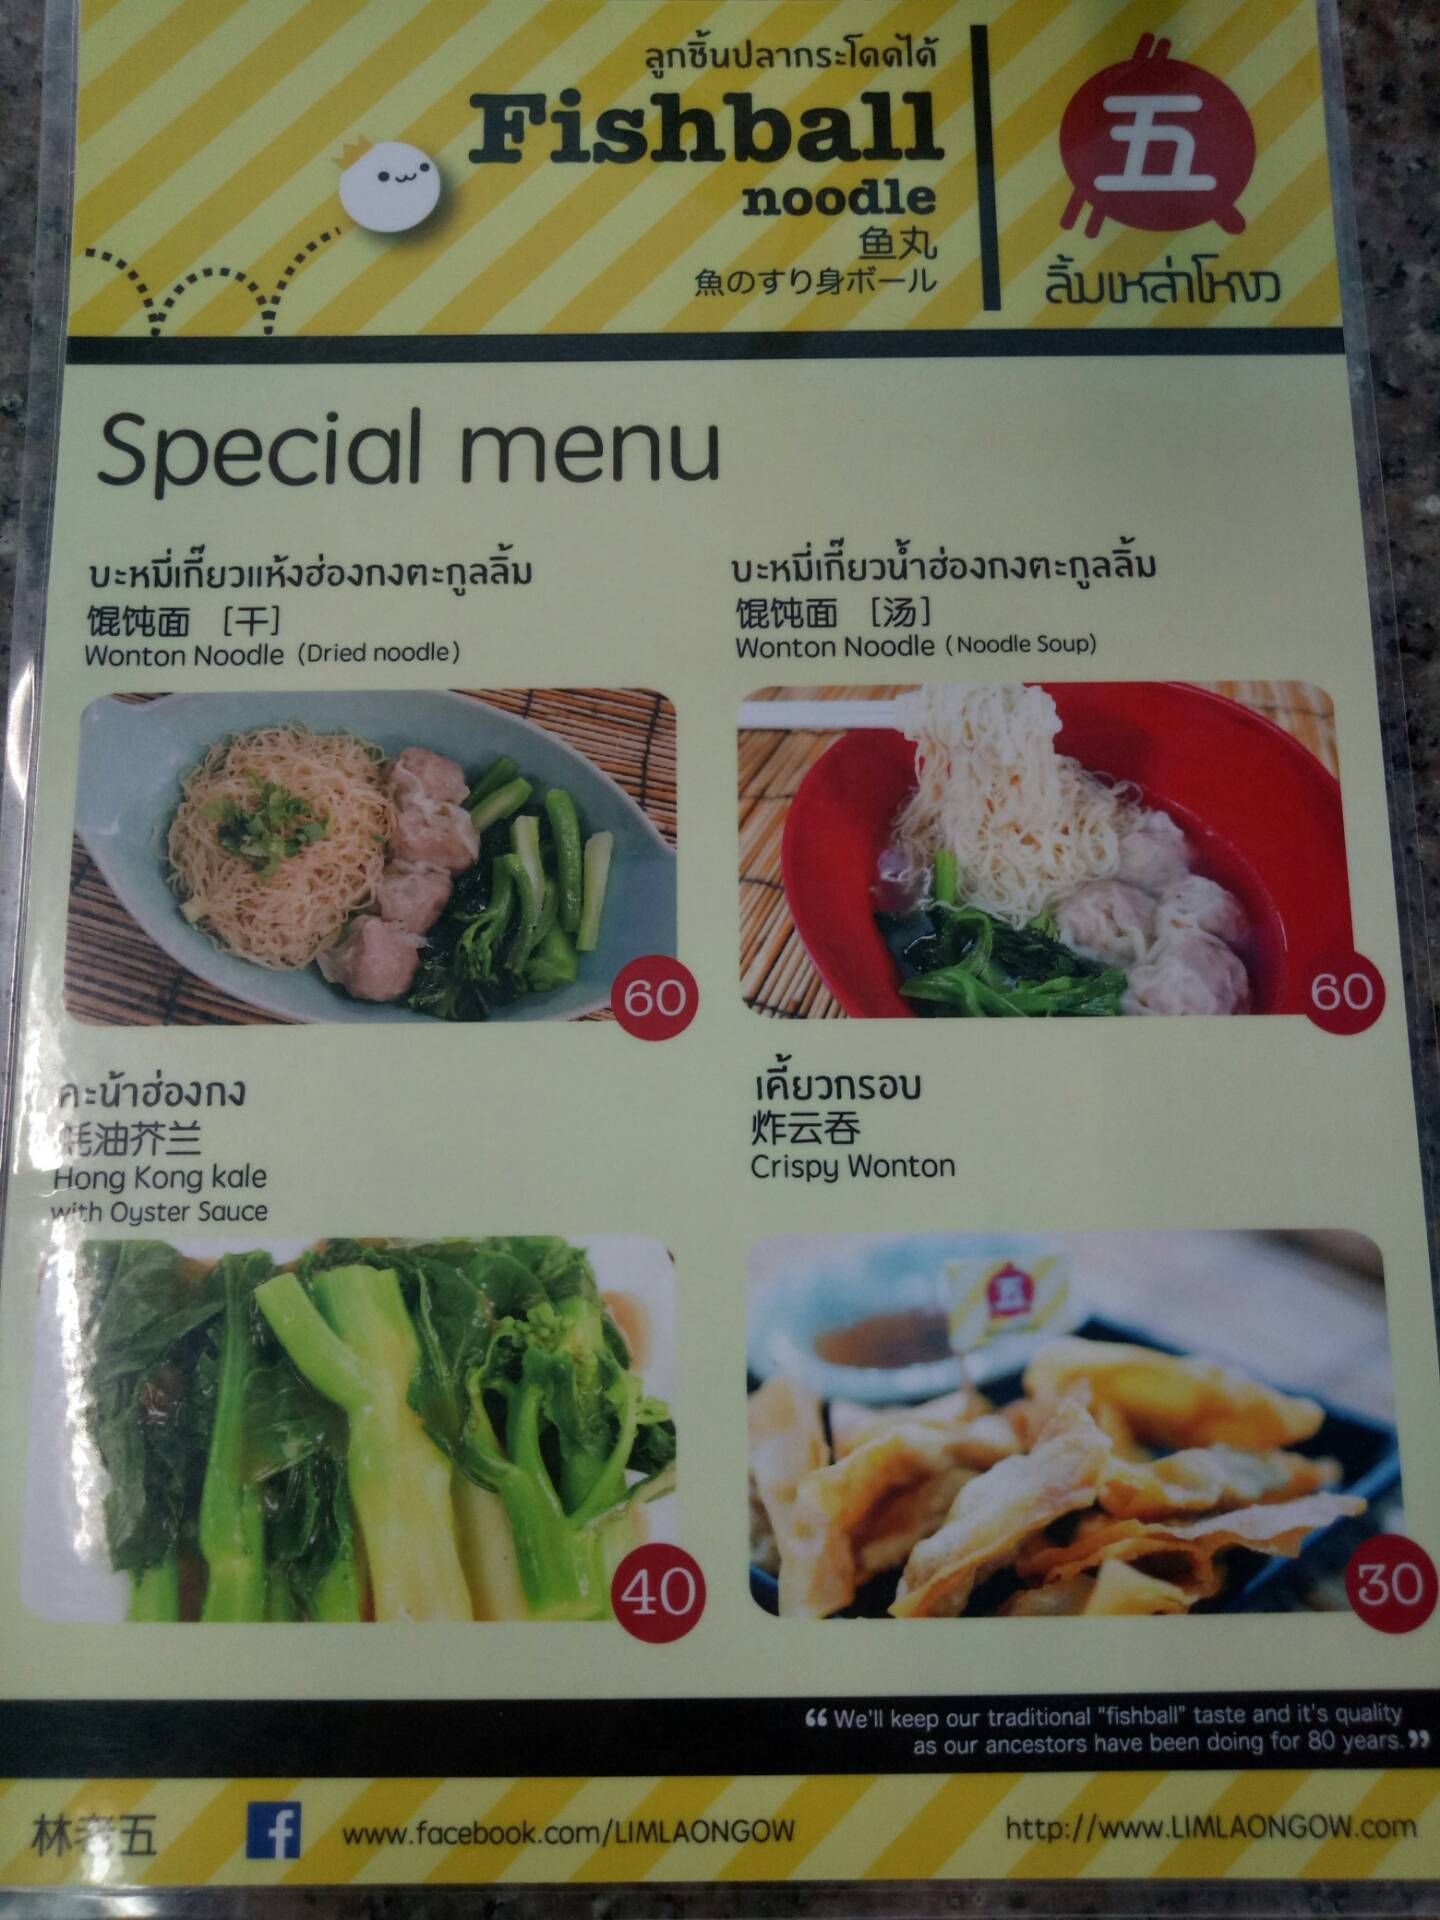 ลูกชิ้นปลากระโดดได้
Fishball
noodle
鱼丸
魚のすり身ボール
五
ลิ้มเหล่าโหงว
Special menu
บะหมี่เกี๊ยวแห้งฮ่องกงตะกูลลิ้ม
馄饨面 [干]
Wonton Noodle (Dried noodle)
60
บะหมี่เกี๊ยวน้ำฮ่องกงตะกูลลิ้ม
馄饨面 [汤]
Wonton Noodle (Noodle Soup)
60
คะน้าฮ่องกง
蚝油芥兰
Hong Kong kale
with Oyster Sauce
40
เคี้ยวกรอบ
炸云吞
Crispy Wonton
五
30
“We'll keep our traditional "fishball" taste and it's quality
as our ancestors have been doing for 80 years.”
林老五
f www.facebook.com/LIMLAONGOW
http://www.LIMLAONGOW.com